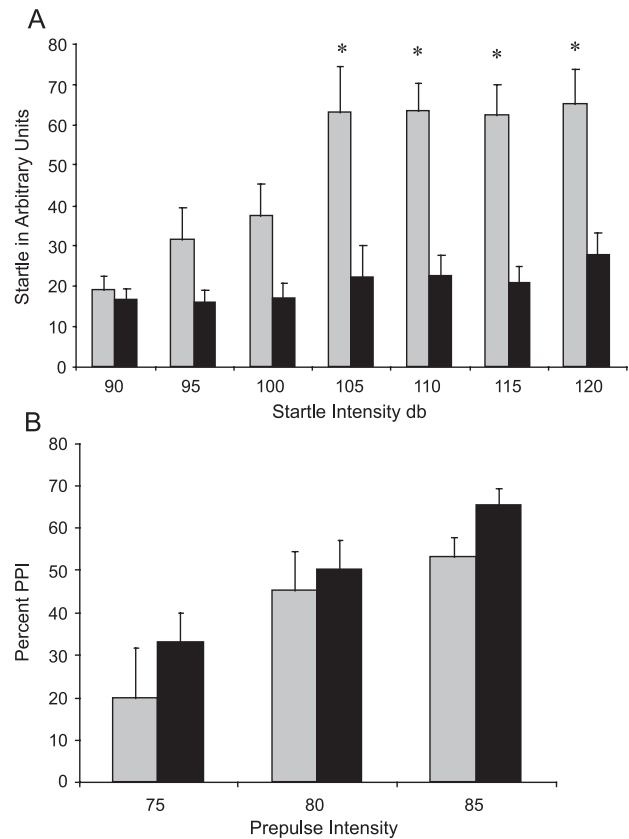 A
80
70
60
50
40
30
20
10
0
Startle in Arbitrary Units
* * * *
90 95 100 105 110 115 120
Startle Intensity db
B
80
70
60
50
40
30
20
10
0
Percent PPI
75 80 85
Prepulse Intensity